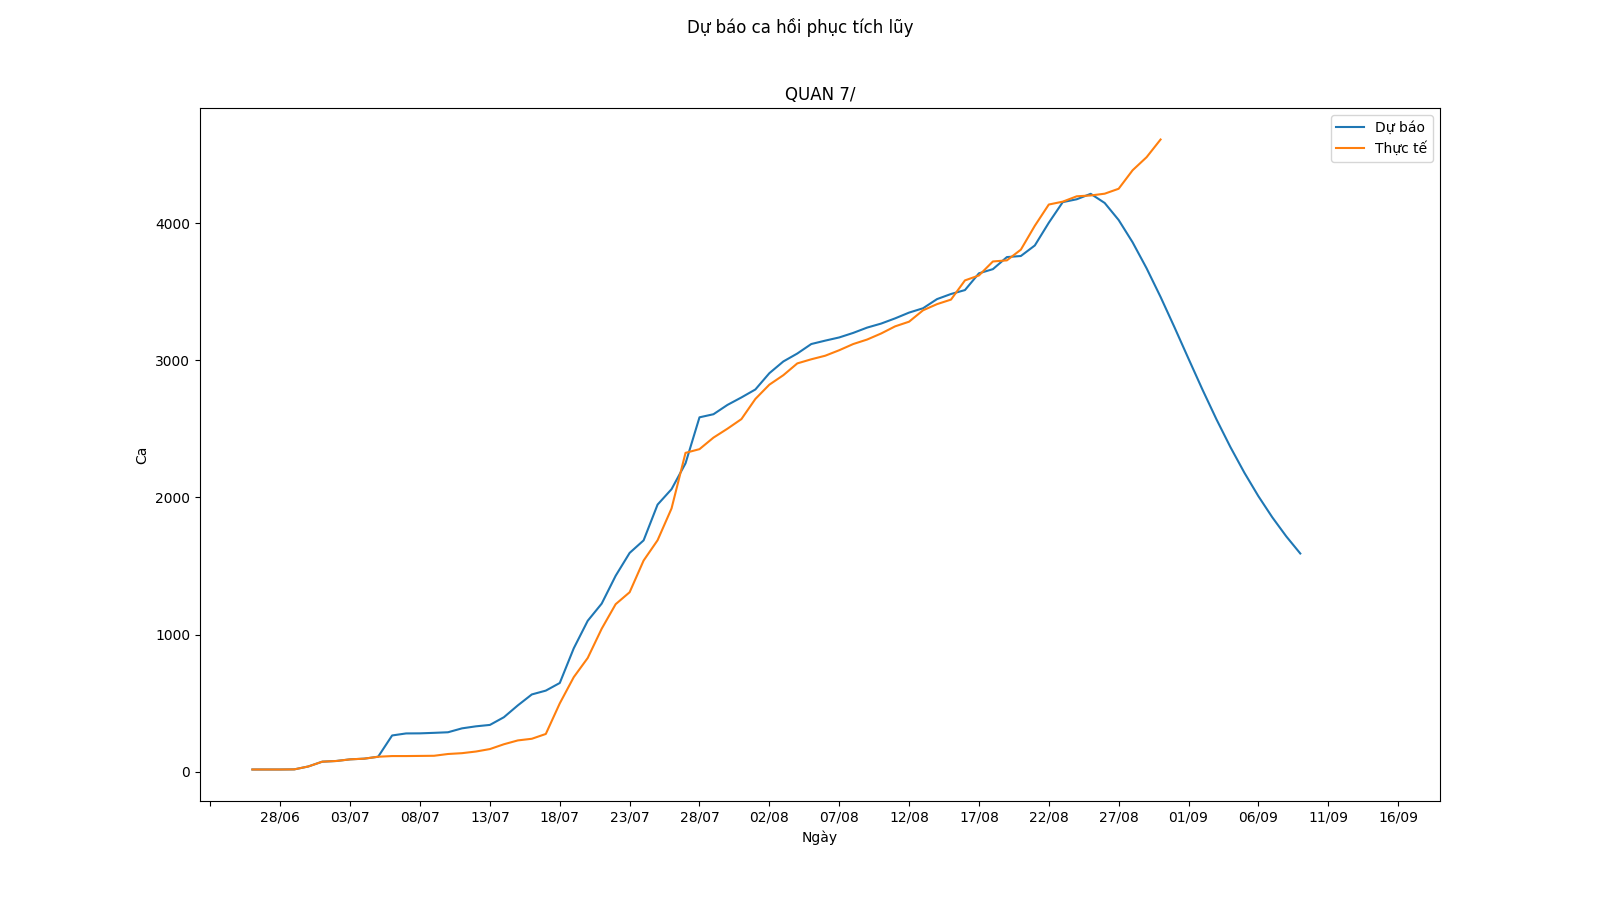 Dự báo ca hồi phục tích lũy
QUAN 7/
Dự báo
Thực tế
4000
3000
2000
1000
0
Ca
28/06 03/07 08/07 13/07 18/07 23/07 28/07 02/08 07/08 12/08 17/08 22/08 27/08 01/09 06/09 11/09 16/09
Ngày